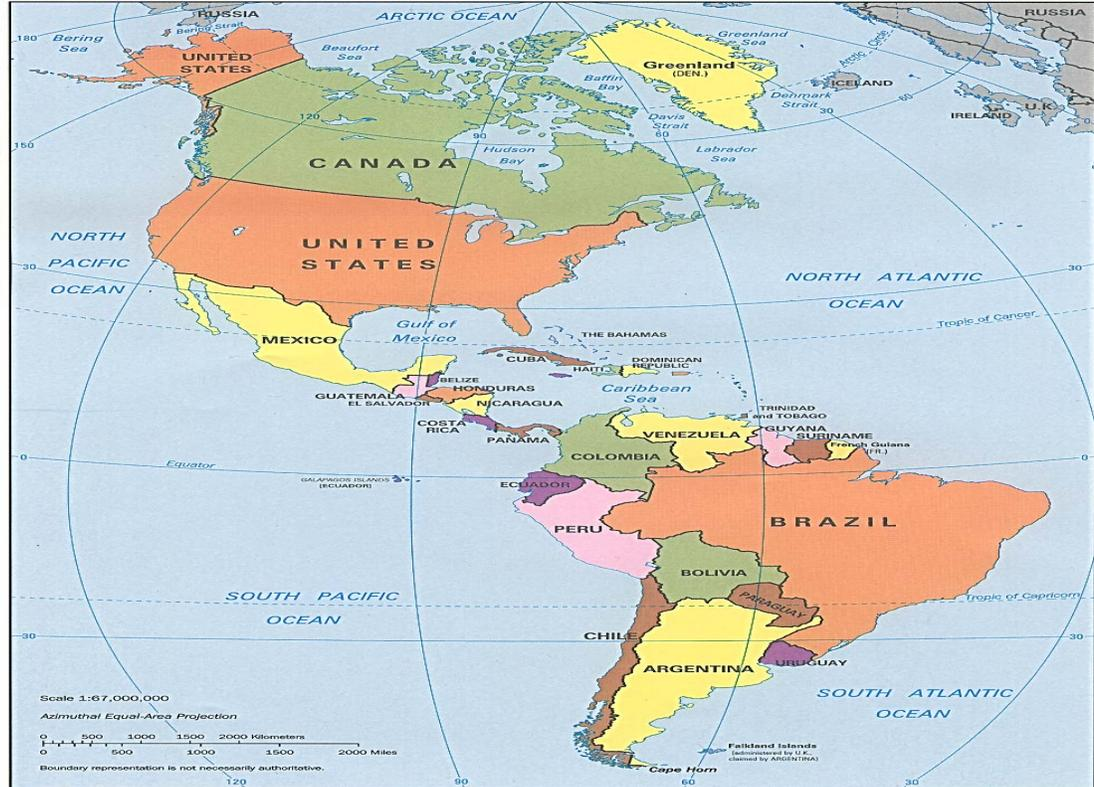 RUSSIA
ARCTIC OCEAN
RUSSIA
180
Bering
Sea
Bering Strait
Beaufort
Sea
Greenland
Sea
UNITED
STATES
Greenland
(DEN.)
Arctic Circle
Baffin
Bay
ICELAND
Denmark
Strait
60
30
U.K.
IRELAND
120
Davis
Strait
60
90
150
Hudson
Bay
Labrador
Sea
CANADA
NORTH
PACIFIC
OCEAN
UNITED
STATES
30
30
NORTH ATLANTIC
OCEAN
Tropic of Cancer
Gulf of
Mexico
MEXICO
THE BAHAMAS
CUBA
HAITI
DOMINICAN
REPUBLIC
BELIZE
HONDURAS
GUATEMALA
EL SALVADOR
NICARAGUA
Caribbean
Sea
COSTA
RICA
PANAMA
TRINIDAD
and TOBAGO
VENEZUELA
GUYANA
SURINAME
French Guiana
(FR.)
COLOMBIA
0
Equator
0
GALAPAGOS ISLANDS
(ECUADOR)
ECUADOR
PERU
BRAZIL
BOLIVIA
SOUTH PACIFIC
OCEAN
PARAGUAY
Tropic of Capricorn
30
CHILE
30
ARGENTINA
URUGUAY
SOUTH ATLANTIC
OCEAN
Scale 1:67,000,000
Azimuthal Equal-Area Projection
0 500 1000 1500 2000 Kilometers
0 500 1000 1500 2000 Miles
Boundary representation is not necessarily authoritative.
Falkland Islands
(administered by U.K.,
claimed by ARGENTINA)
Cape Horn
120
90
60
30